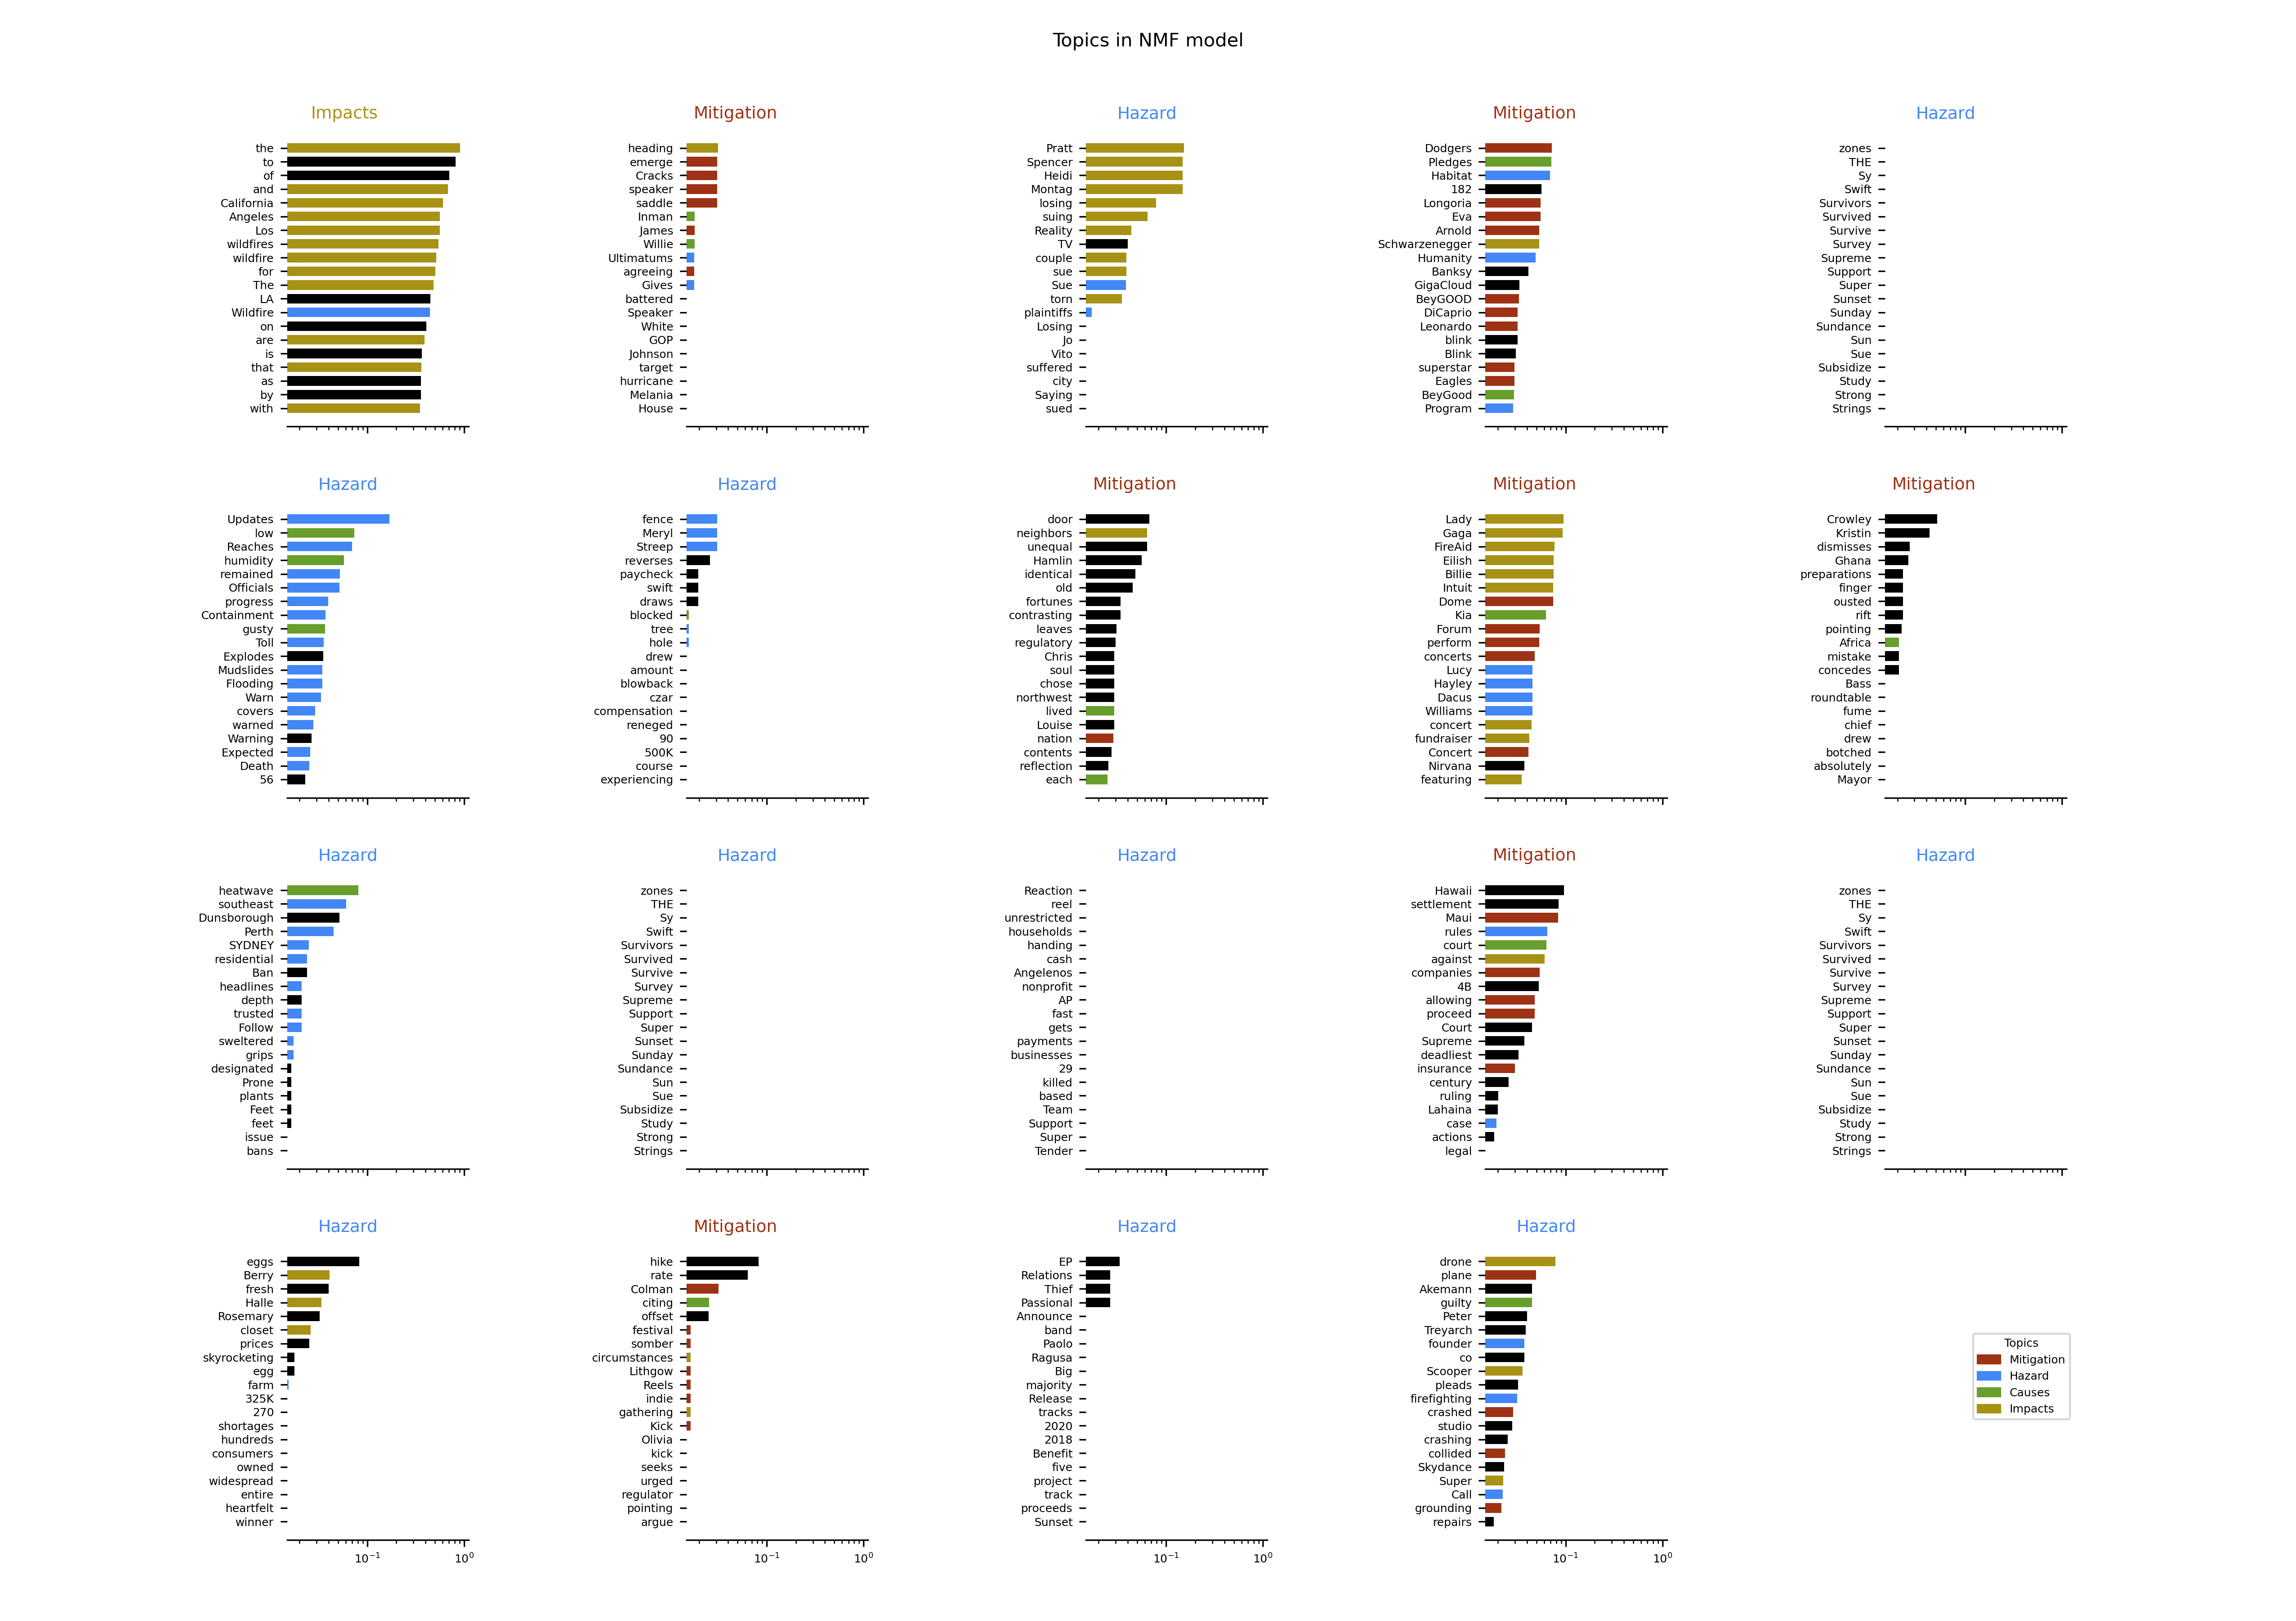 Topics in NMF model
Impacts
the
to
of
and
California
Angeles
Los
wildfires
wildfire
for
The
LA
Wildfire
on
are
is
that
as
by
with
Mitigation
heading
emerge
Cracks
speaker
saddle
Inman
James
Willie
Ultimatums
agreeing
Gives
battered
Speaker
White
GOP
Johnson
target
hurricane
Melania
House
Hazard
Pratt
Spencer
Heidi
Montag
losing
suing
Reality
TV
couple
sue
Sue
torn
plaintiffs
Losing
Jo
Vito
suffered
city
Saying
sued
Mitigation
Dodgers
Pledges
Habitat
182
Longoria
Eva
Arnold
Schwarzenegger
Humanity
Banksy
GigaCloud
BeyGOOD
DiCaprio
Leonardo
blink
Blink
superstar
Eagles
BeyGood
Program
Hazard
zones
THE
Sy
Swift
Survivors
Survived
Survive
Survey
Supreme
Support
Super
Sunset
Sunday
Sundance
Sun
Sue
Subsidize
Study
Strong
Strings
Hazard
Updates
low
Reaches
humidity
remained
Officials
progress
Containment
gusty
Toll
Explodes
Mudslides
Flooding
Warn
covers
warned
Warning
Expected
Death
56
Hazard
fence
Meryl
Streep
reverses
paycheck
swift
draws
blocked
tree
hole
drew
amount
blowback
czar
compensation
reneged
90
500K
course
experiencing
Mitigation
door
neighbors
unequal
Hamlin
identical
old
fortunes
contrasting
leaves
regulatory
Chris
soul
chose
northwest
lived
Louise
nation
contents
reflection
each
Mitigation
Lady
Gaga
FireAid
Eilish
Billie
Intuit
Dome
Kia
Forum
perform
concerts
Lucy
Hayley
Dacus
Williams
concert
fundraiser
Concert
Nirvana
featuring
Mitigation
Crowley
Kristin
dismisses
Ghana
preparations
finger
ousted
rift
pointing
Africa
mistake
concedes
Bass
roundtable
fume
chief
drew
botched
absolutely
Mayor
Hazard
heatwave
southeast
Dunsborough
Perth
SYDNEY
residential
Ban
headlines
depth
trusted
Follow
sweltered
grips
designated
Prone
plants
Feet
feet
issue
bans
Hazard
zones
THE
Sy
Swift
Survivors
Survived
Survive
Survey
Supreme
Support
Super
Sunset
Sunday
Sundance
Sun
Sue
Subsidize
Study
Strong
Strings
Hazard
Reaction
reel
unrestricted
households
handing
cash
Angelenos
nonprofit
AP
fast
gets
payments
businesses
29
killed
based
Team
Support
Super
Tender
Mitigation
Hawaii
settlement
Maui
rules
court
against
companies
4B
allowing
proceed
Court
Supreme
deadliest
insurance
century
ruling
Lahaina
case
actions
legal
Hazard
zones
THE
Sy
Swift
Survivors
Survived
Survive
Survey
Supreme
Support
Super
Sunset
Sunday
Sundance
Sun
Sue
Subsidize
Study
Strong
Strings
Hazard
eggs
Berry
fresh
Halle
Rosemary
closet
prices
skyrocketing
egg
farm
325K
270
shortages
hundreds
consumers
owned
widespread
entire
heartfelt
winner
10⁻¹ 10⁰
Mitigation
hike
rate
Colman
citing
offset
festival
somber
circumstances
Lithgow
Reels
indie
gathering
Kick
Olivia
kick
seeks
urged
regulator
pointing
argue
10⁻¹ 10⁰
Hazard
EP
Relations
Thief
Passional
Announce
band
Paolo
Ragusa
Big
majority
Release
tracks
2020
2018
Benefit
five
project
track
proceeds
Sunset
10⁻¹ 10⁰
Hazard
drone
plane
Akemann
guilty
Peter
Treyarch
founder
co
Scooper
pleads
firefighting
crashed
studio
crashing
collided
Skydance
Super
Call
grounding
repairs
10⁻¹ 10⁰
Topics
Mitigation
Hazard
Causes
Impacts